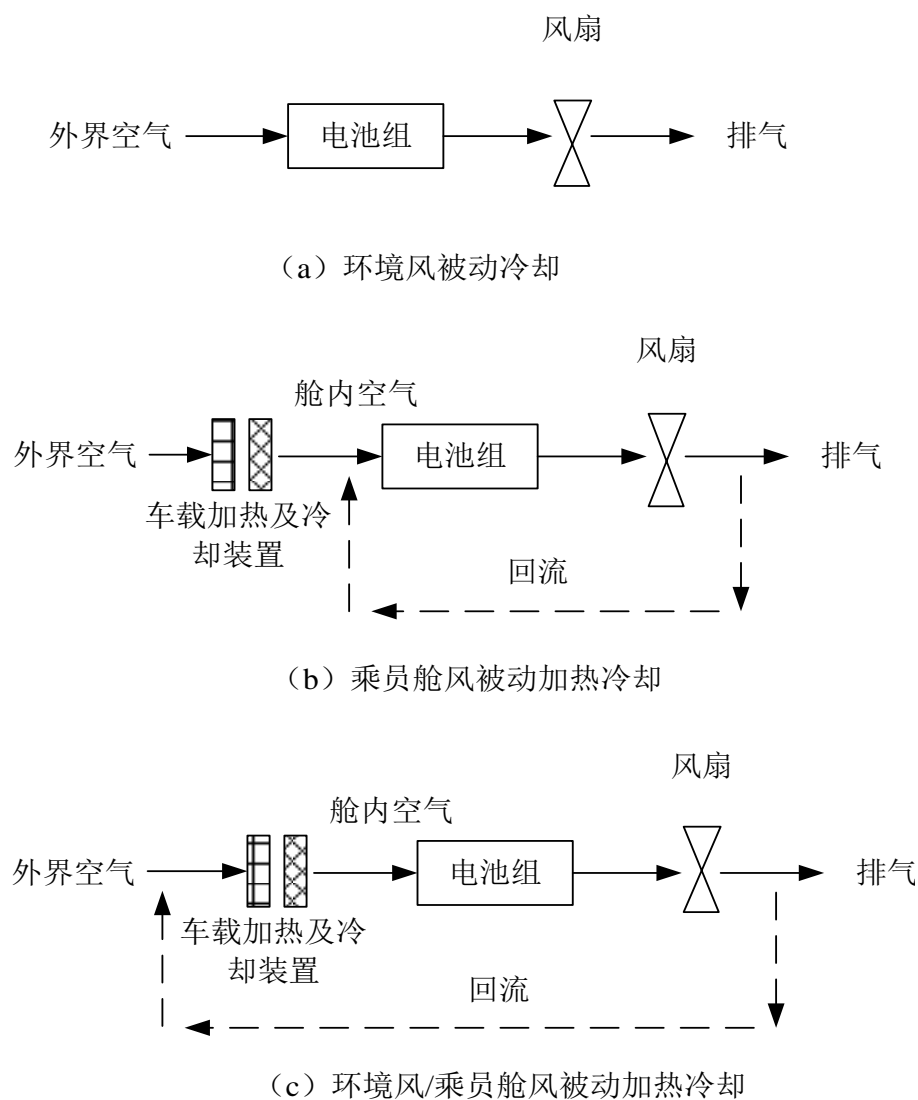 风扇
外界空气 电池组 排气
（a）环境风被动冷却
风扇
舱内空气
外界空气 电池组 排气
车载加热及冷
却装置
回流
（b）乘员舱风被动加热冷却
风扇
舱内空气
外界空气 电池组 排气
车载加热及冷
却装置
回流
（c）环境风/乘员舱风被动加热冷却